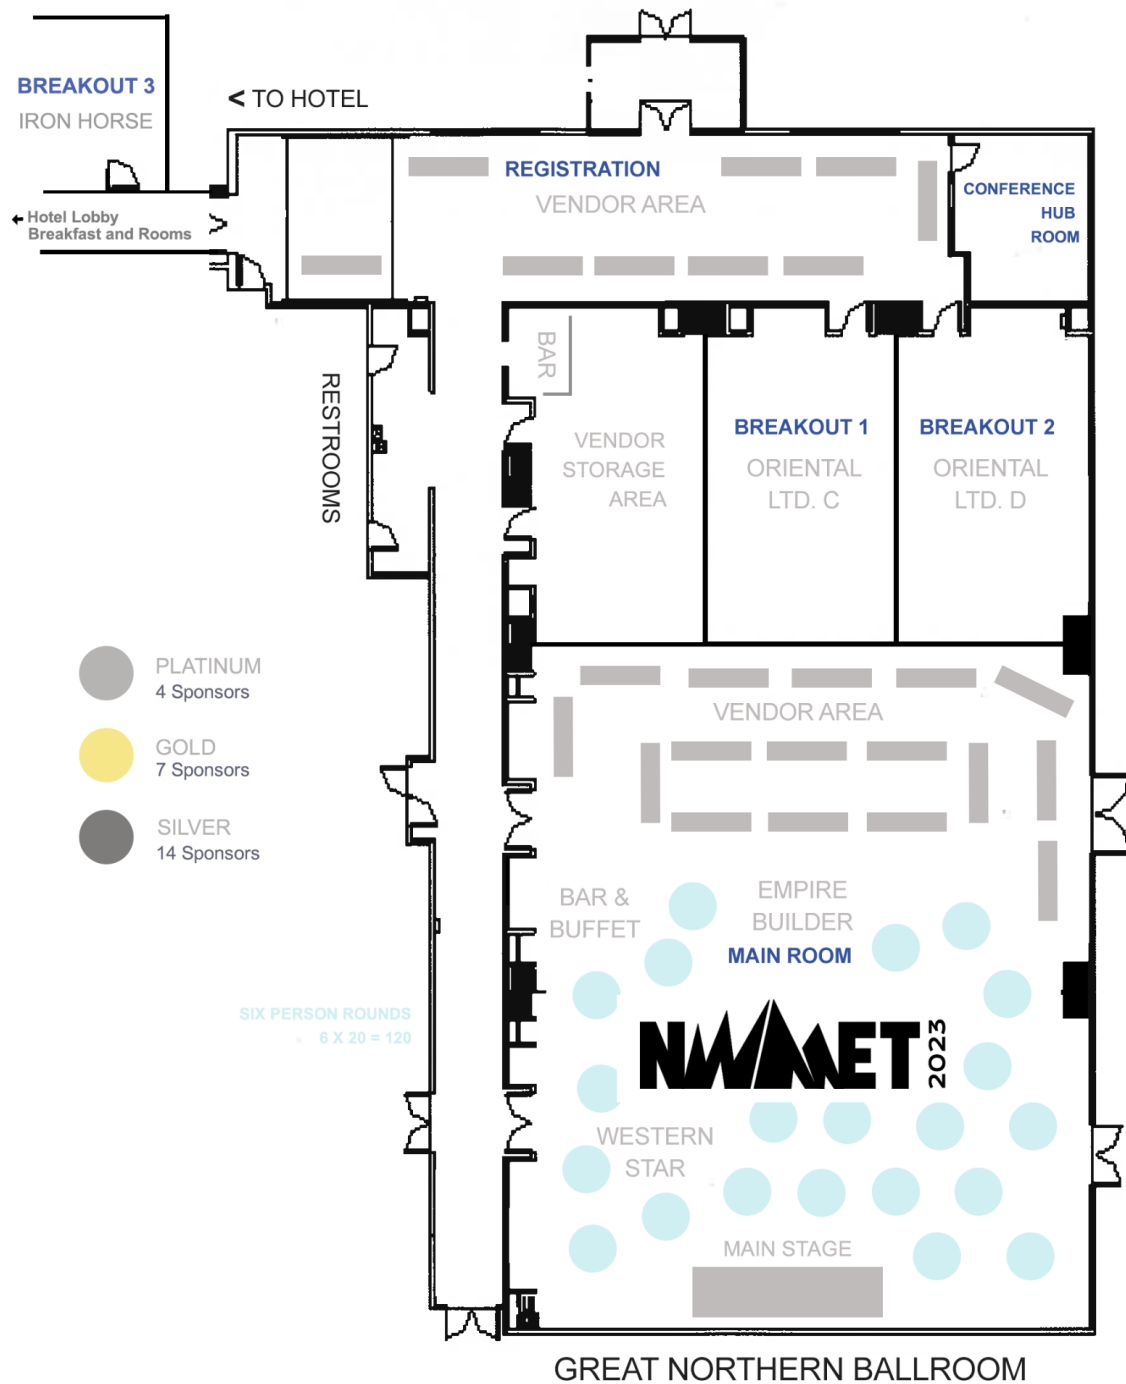 BREAKOUT 3
IRON HORSE
< TO HOTEL
Hotel Lobby
Breakfast and Rooms
REGISTRATION
VENDOR AREA
CONFERENCE
HUB
ROOM
RESTROOMS
BAR
VENDOR
STORAGE
AREA
BREAKOUT 1
ORIENTAL
LTD. C
BREAKOUT 2
ORIENTAL
LTD. D
PLATINUM
4 Sponsors
GOLD
7 Sponsors
SILVER
14 Sponsors
VENDOR AREA
BAR &
BUFFET
EMPIRE
BUILDER
MAIN ROOM
SIX PERSON ROUNDS
6 X 20 = 120
NWMET
2023
WESTERN
STAR
MAIN STAGE
GREAT NORTHERN BALLROOM